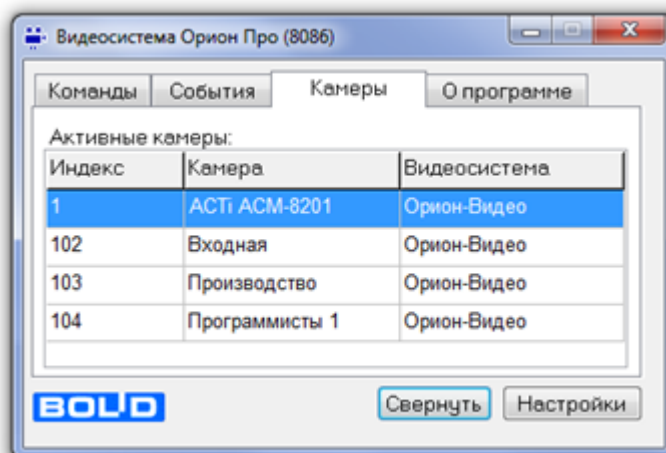 Видеосистема Орион Про (8086)
Команды События Камеры О программе
Активные камеры:
Индекс Камера Видеосистема
1 ACTi ACM-8201 Орион-Видео
102 Входная Орион-Видео
103 Производство Орион-Видео
104 Программисты 1 Орион-Видео
BOLID Свернуть Настройки